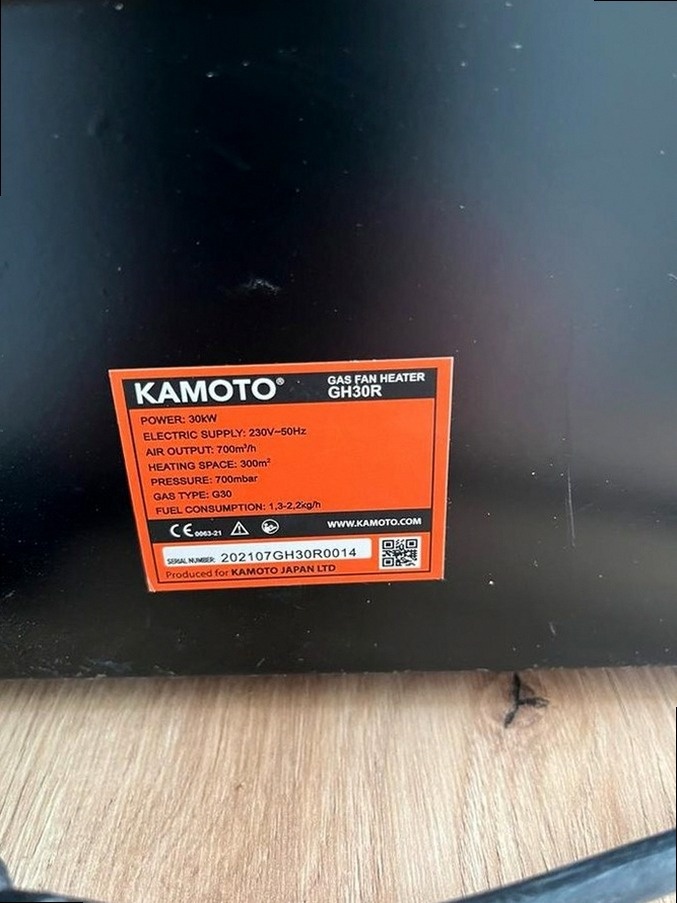 KAMOTO®
GAS FAN HEATER
GH30R
POWER: 30kW
ELECTRIC SUPPLY: 230V~50Hz
AIR OUTPUT: 700m³/h
HEATING SPACE: 300m²
PRESSURE: 700mbar
GAS TYPE: G30
FUEL CONSUMPTION: 1,3-2,2kg/h
CE 0063-21
WWW.KAMOTO.COM
SERIAL NUMBER: 202107GH30R0014
Produced for KAMOTO JAPAN LTD